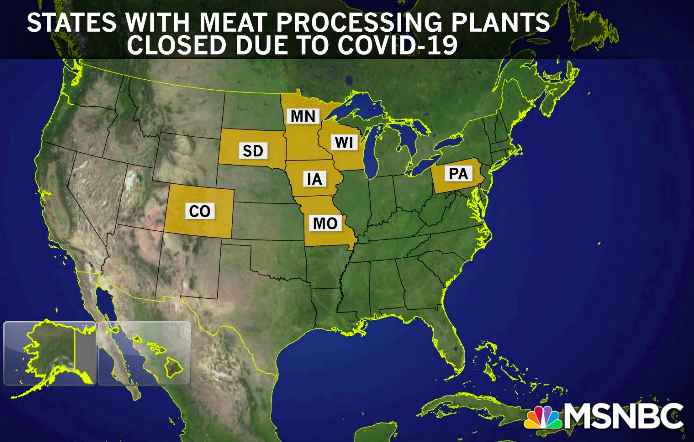 STATES WITH MEAT PROCESSING PLANTS
CLOSED DUE TO COVID-19
MN
WI
SD
IA
PA
CO
MO
MSNBC